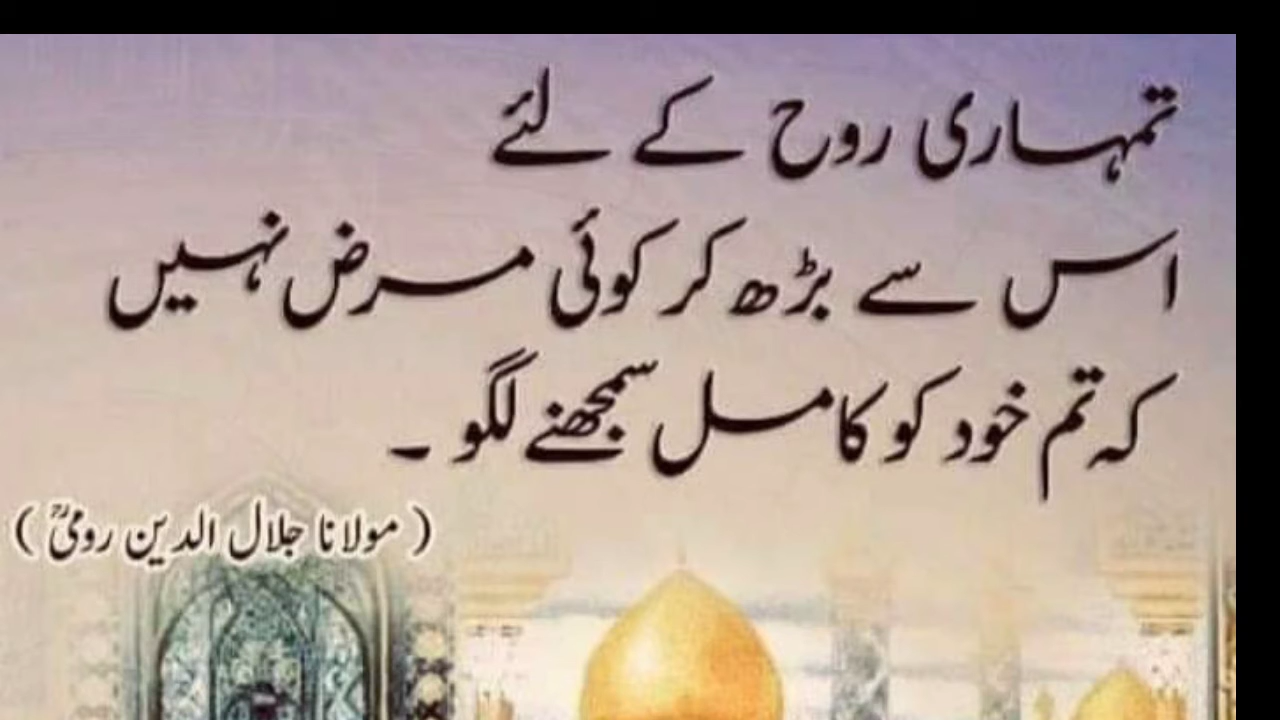 تمہاری روح کے لئے
اس سے بڑھ کر کوئی مرض نہیں
کہ تم خود کو کامل سمجھنے لگو ۔
( مولانا جلال الدین رومیؒ )